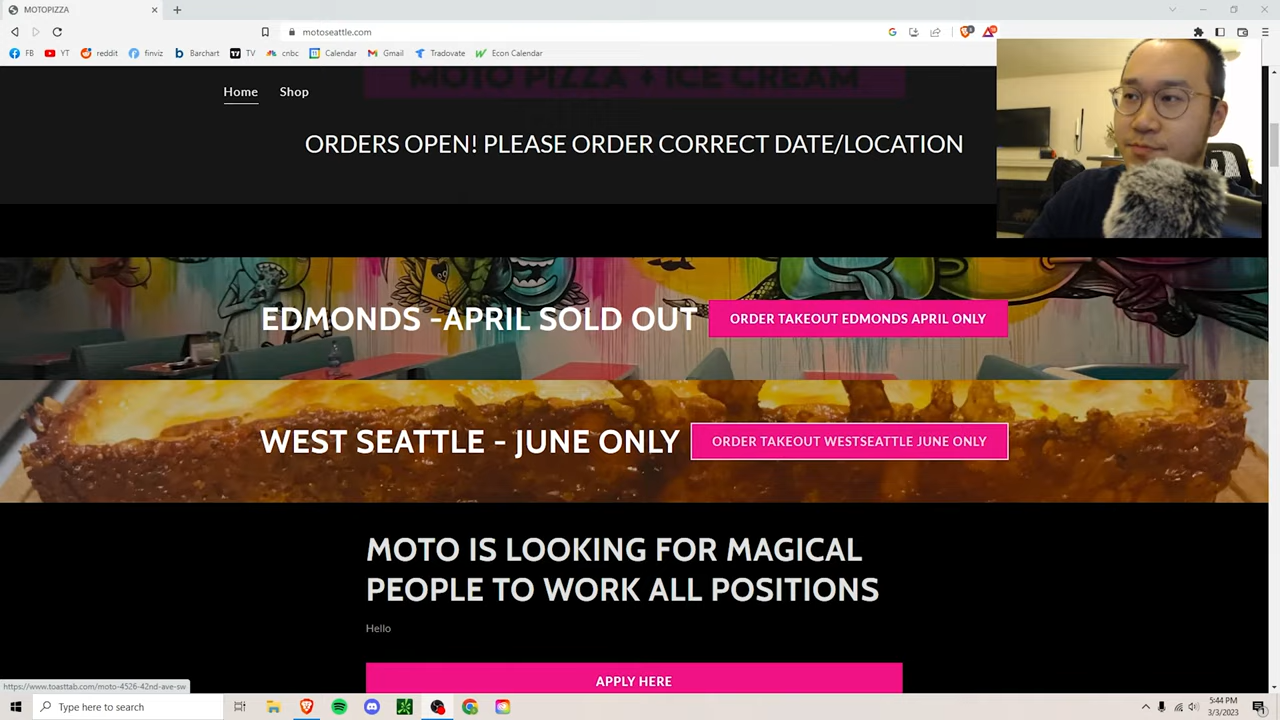 MOTOPIZZA
motoseattle.com
FB YT reddit finviz Barchart TV cnbc Calendar Gmail Tradovate Econ Calendar
MOTO PIZZA + ICE CREAM
Home Shop
ORDERS OPEN! PLEASE ORDER CORRECT DATE/LOCATION
EDMONDS -APRIL SOLD OUT
ORDER TAKEOUT EDMONDS APRIL ONLY
WEST SEATTLE - JUNE ONLY
ORDER TAKEOUT WESTSEATTLE JUNE ONLY
MOTO IS LOOKING FOR MAGICAL
PEOPLE TO WORK ALL POSITIONS
Hello
APPLY HERE
https://www.toasttab.com/moto-4526-42nd-ave-sw
Type here to search
5:44 PM
3/3/2023